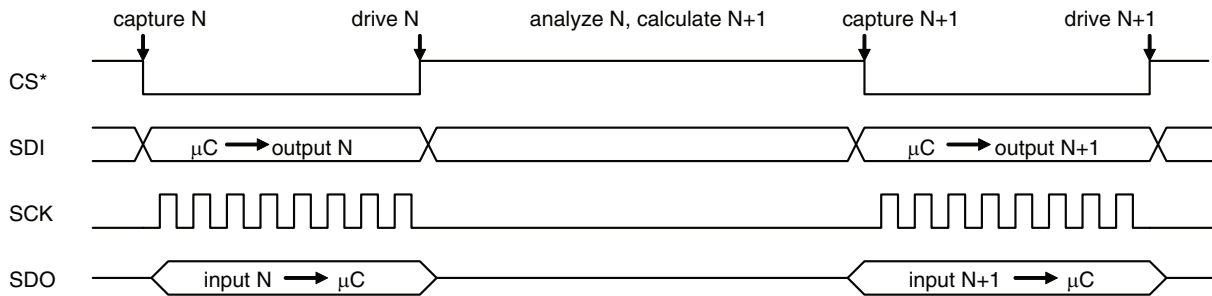 capture N drive N analyze N, calculate N+1 capture N+1 drive N+1
CS*
SDI μC → output N μC → output N+1
SCK
SDO input N → μC input N+1 → μC